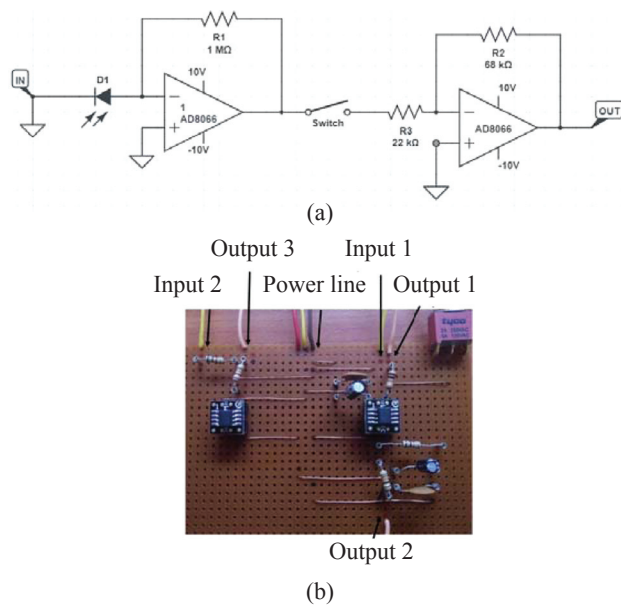 R1
1 MΩ
R2
68 kΩ
IN
D1
10V
10V
1
AD8066
Switch
R3
22 kΩ
AD8066
OUT
-10V
-10V
(a)
Output 3 Input 1
Input 2 Power line Output 1
tyco
Output 2
(b)